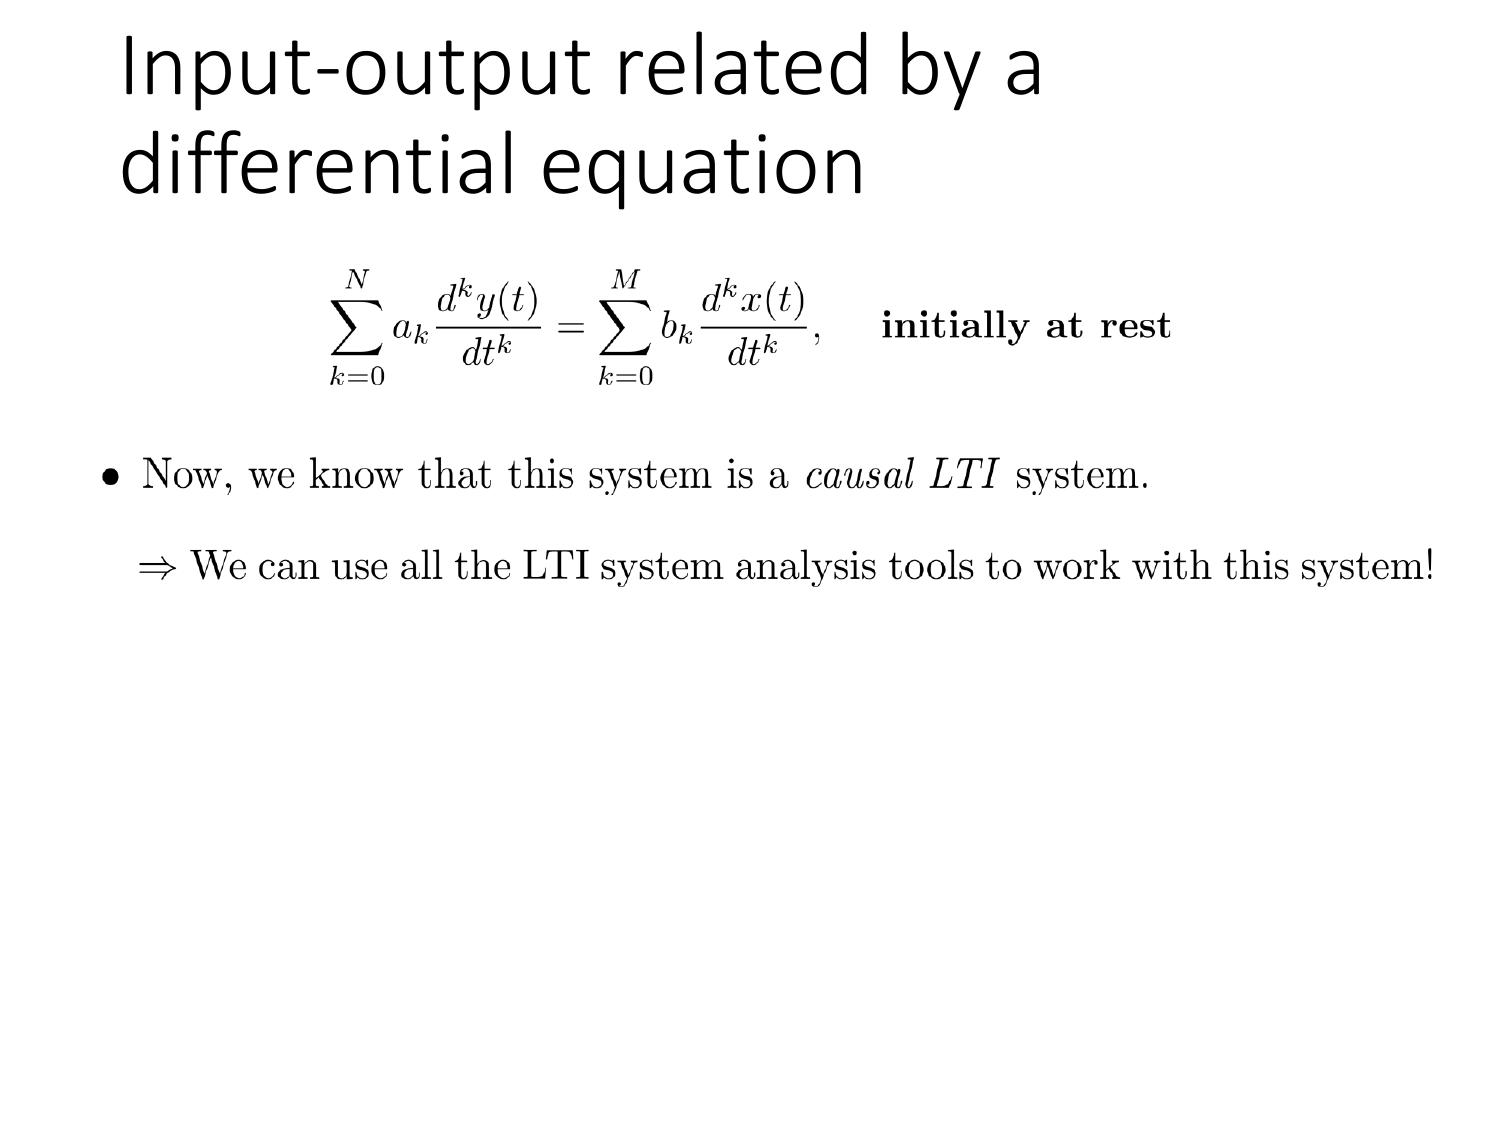 Input-output related by a
differential equation
$$\sum_{k=0}^{N} a_k \frac{d^k y(t)}{dt^k} = \sum_{k=0}^{M} b_k \frac{d^k x(t)}{dt^k}, \quad \textbf{initially at rest}$$
• Now, we know that this system is a causal LTI system.
⇒ We can use all the LTI system analysis tools to work with this system!